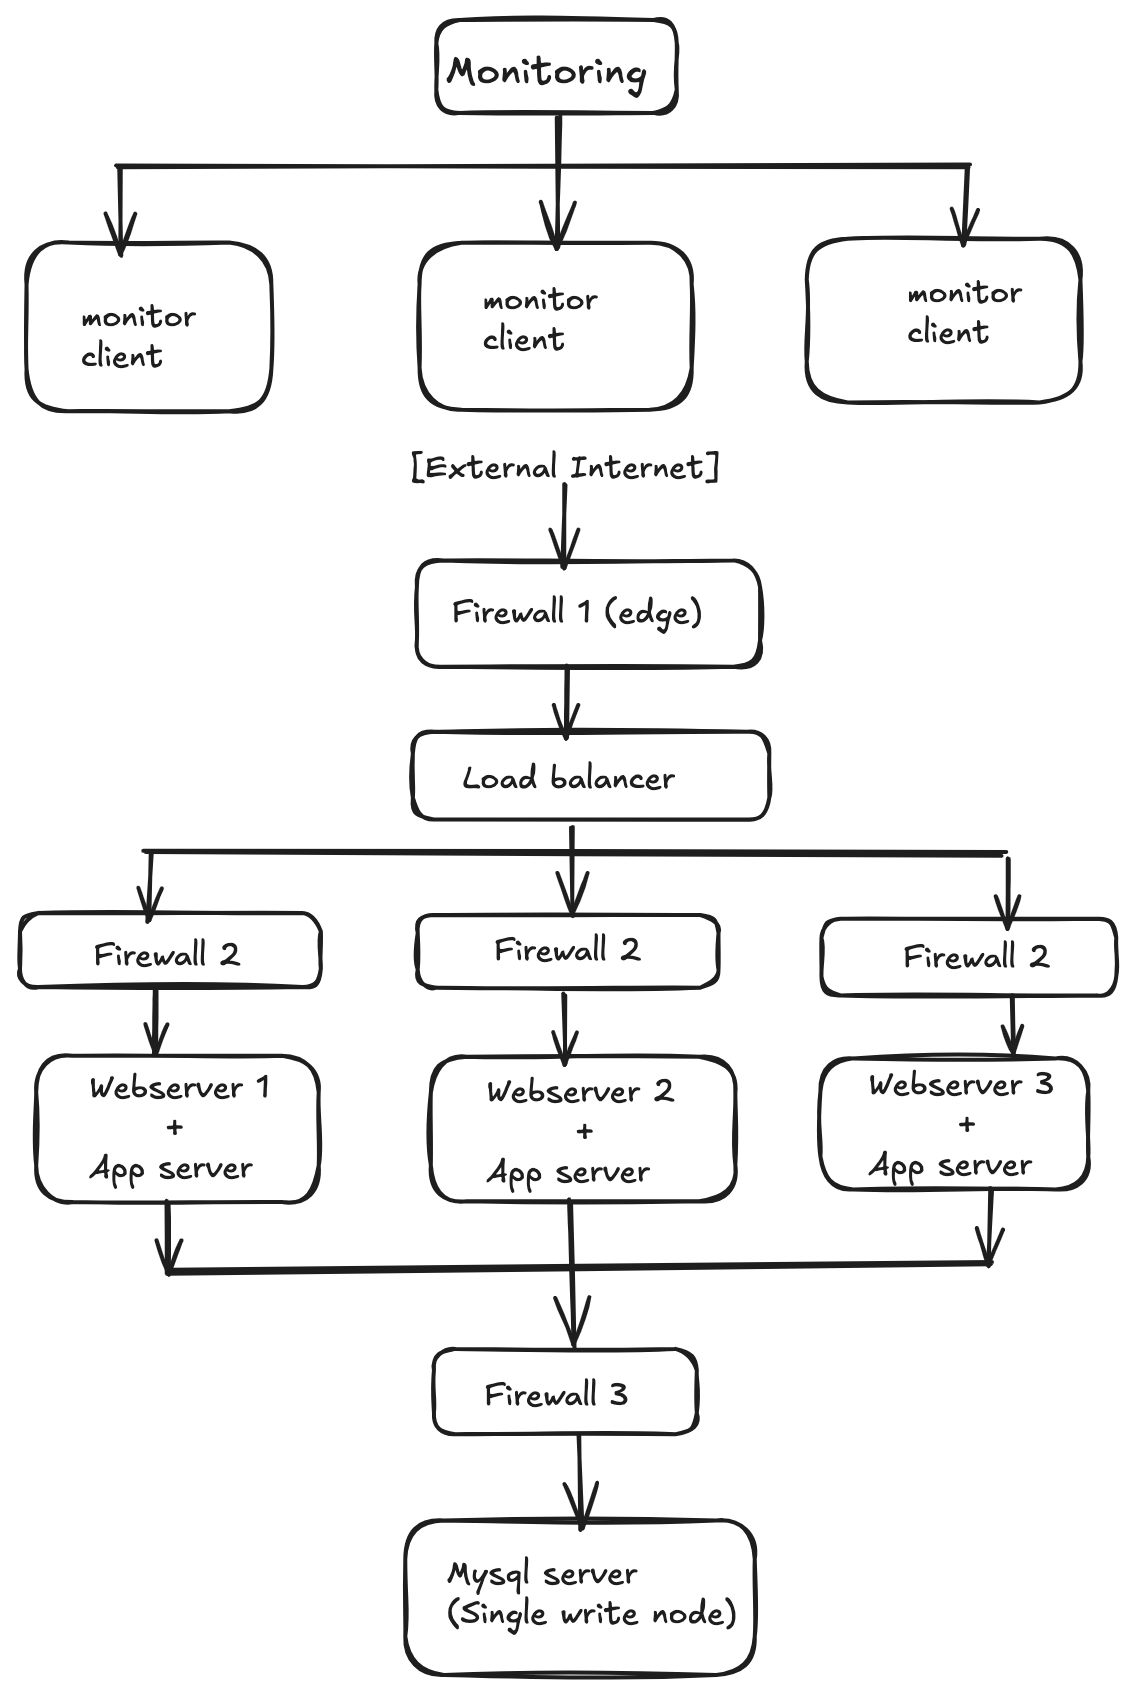 Monitoring
monitor
client
monitor
client
monitor
client
[External Internet]
Firewall 1 (edge)
Load balancer
Firewall 2
Firewall 2
Firewall 2
Webserver 1
+
App server
Webserver 2
+
App server
Webserver 3
+
App server
Firewall 3
Mysql server
(Single write node)